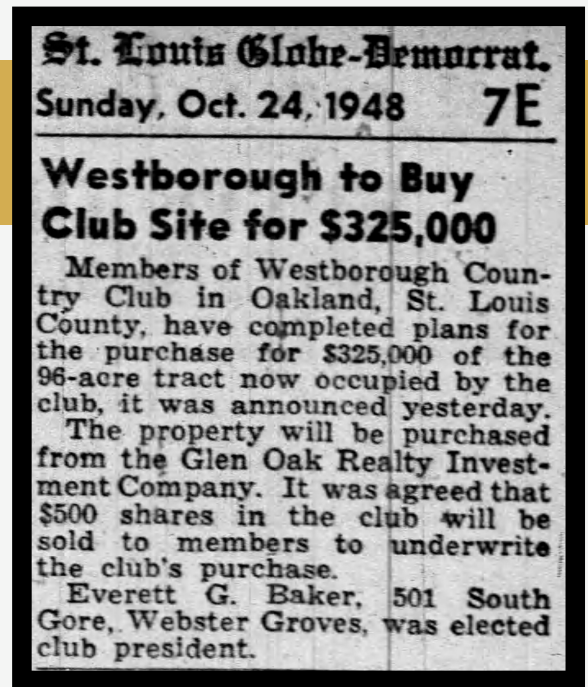 St. Louis Globe-Democrat.
Sunday, Oct. 24, 1948 7E
Westborough to Buy
Club Site for $325,000
Members of Westborough Coun-
try Club in Oakland, St. Louis
County, have completed plans for
the purchase for $325,000 of the
96-acre tract now occupied by the
club, it was announced yesterday.
The property will be purchased
from the Glen Oak Realty Invest-
ment Company. It was agreed that
$500 shares in the club will be
sold to members to underwrite
the club's purchase.
Everett G. Baker, 501 South
Gore, Webster Groves, was elected
club president.